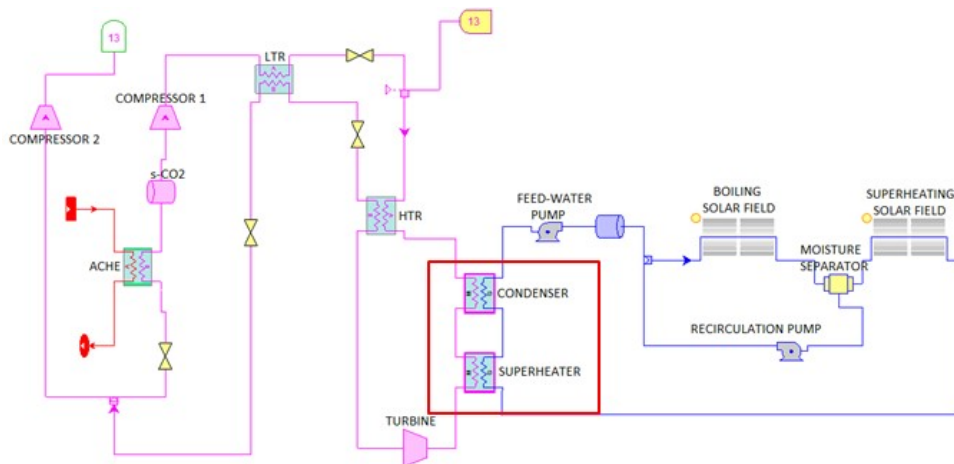 13
13
LTR
COMPRESSOR 1
COMPRESSOR 2
s-CO2
ACHE
HTR
FEED-WATER
PUMP
BOILING
SOLAR FIELD
SUPERHEATING
SOLAR FIELD
MOISTURE
SEPARATOR
CONDENSER
RECIRCULATION PUMP
SUPERHEATER
TURBINE